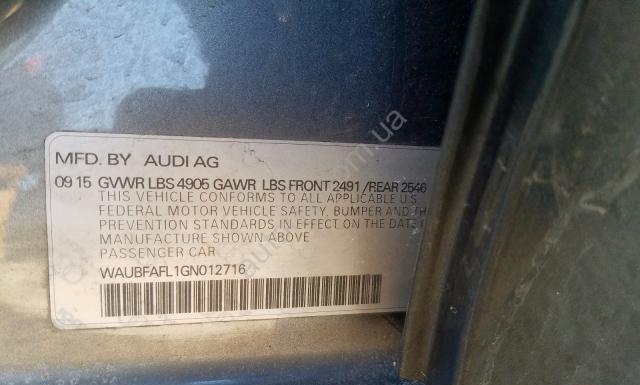 MFD. BY AUDI AG
09 15 GVWR LBS 4905 GAWR LBS FRONT 2491 /REAR 2546
THIS VEHICLE CONFORMS TO ALL APPLICABLE U.S.
FEDERAL MOTOR VEHICLE SAFETY, BUMPER AND TH
PREVENTION STANDARDS IN EFFECT ON THE DATE
MANUFACTURE SHOWN ABOVE
PASSENGER CAR
WAUBFAFL1GN012716